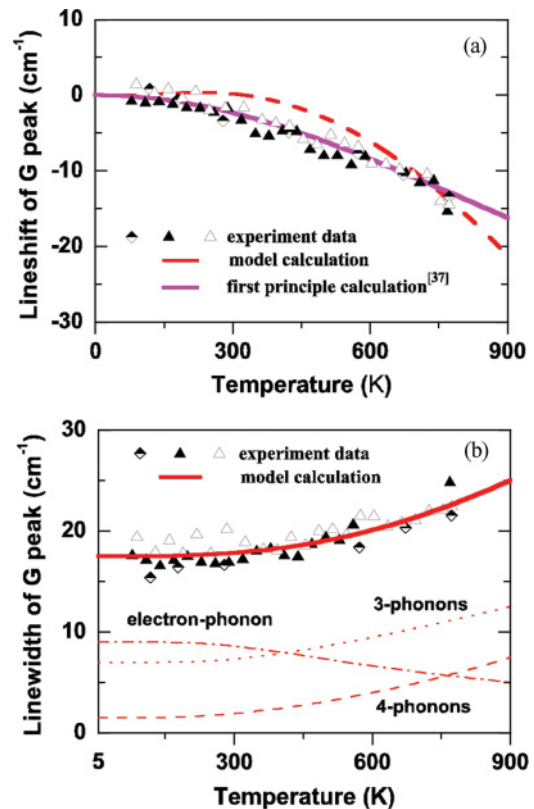 (a)
Lineshift of G peak (cm⁻¹)
10
0
-10
-20
-30
experiment data
model calculation
first principle calculation[37]
0 300 600 900
Temperature (K)
(b)
Linewidth of G peak (cm⁻¹)
30
20
10
0
experiment data
model calculation
electron-phonon
3-phonons
4-phonons
5 300 600 900
Temperature (K)